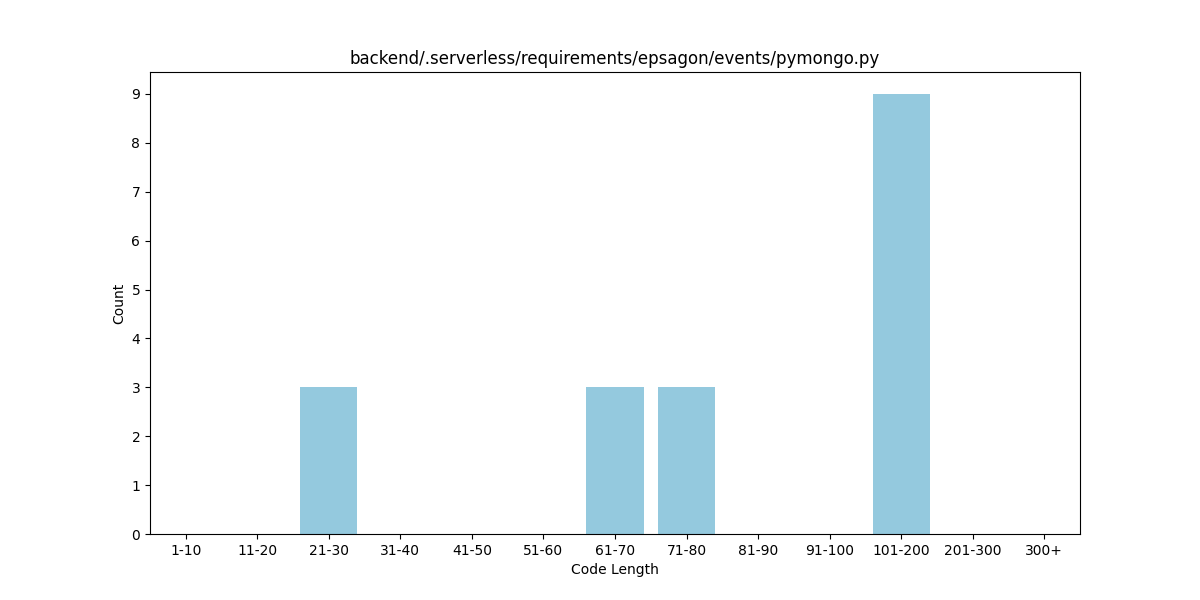 backend/.serverless/requirements/epsagon/events/pymongo.py
9
8
7
6
5
4
3
2
1
0
Count
1-10 11-20 21-30 31-40 41-50 51-60 61-70 71-80 81-90 91-100 101-200 201-300 300+
Code Length